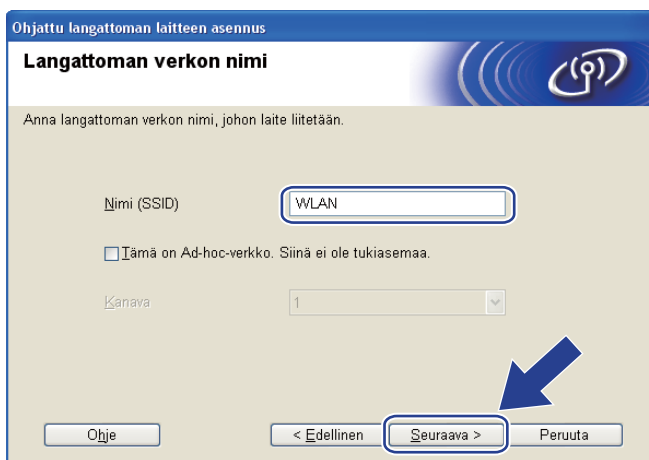 Ohjattu langattoman laitteen asennus
Langattoman verkon nimi
Anna langattoman verkon nimi, johon laite liitetään.
Nimi (SSID) WLAN
Tämä on Ad-hoc-verkko. Siinä ei ole tukiasemaa.
Kanava 1
Ohje < Edellinen Seuraava > Peruuta